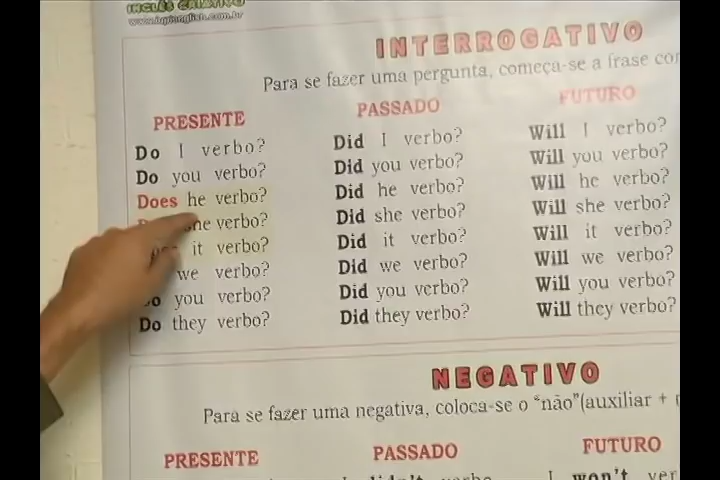 INGLÊS CRIATIVO
INTERROGATIVO
Para se fazer uma pergunta, começa-se a frase
PRESENTE PASSADO FUTURO
Do I verbo? Did I verbo? Will I verbo?
Do you verbo? Did you verbo? Will you verbo?
Does he verbo? Did he verbo? Will he verbo?
she verbo? Did she verbo? Will she verbo?
it verbo? Did it verbo? Will it verbo?
we verbo? Did we verbo? Will we verbo?
Do you verbo? Did you verbo? Will you verbo?
Do they verbo? Did they verbo? Will they verbo?
NEGATIVO
Para se fazer uma negativa, coloca-se o "não"(auxiliar +
PRESENTE PASSADO FUTURO
I didn't verbo I won't